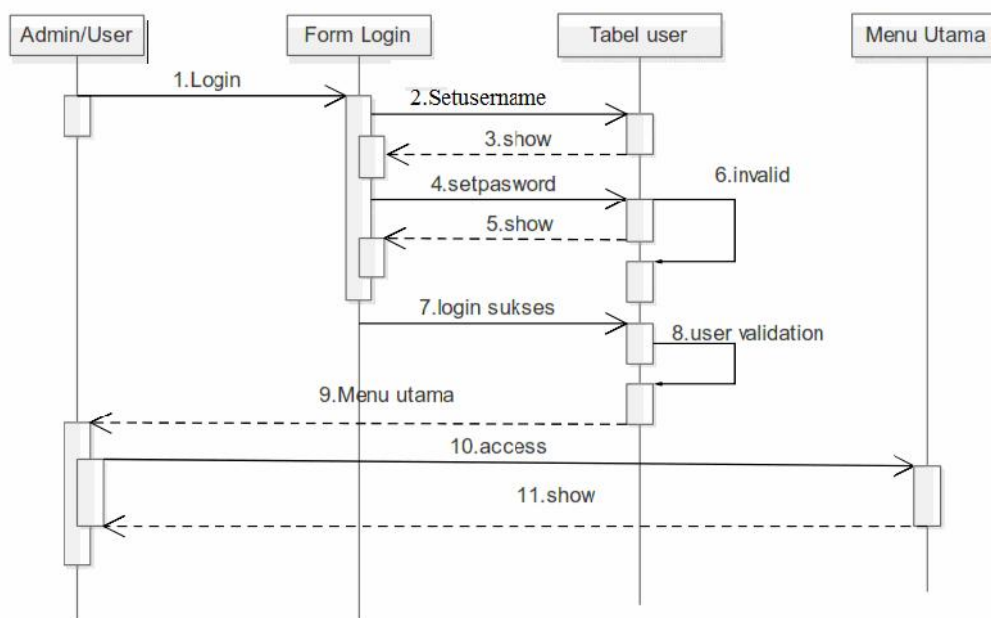 Admin/User
Form Login
Tabel user
Menu Utama
1.Login
2.Setusername
3.show
4.setpasword
6.invalid
5.show
7.login sukses
8.user validation
9.Menu utama
10.access
11.show